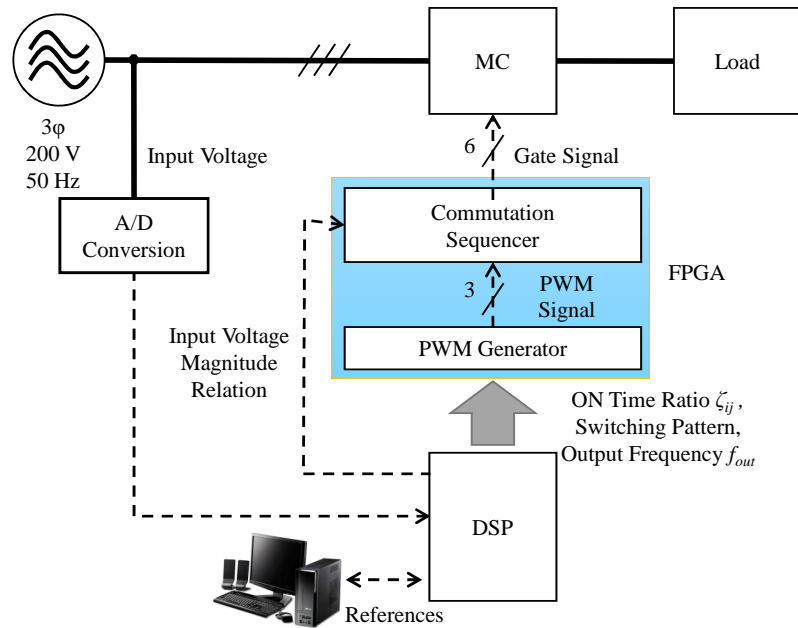 MC
Load
3φ
200 V
50 Hz
Input Voltage
6
Gate Signal
A/D
Conversion
Commutation
Sequencer
FPGA
3
PWM
Signal
Input Voltage
Magnitude
Relation
PWM Generator
ON Time Ratio ζij ,
Switching Pattern,
Output Frequency fout
DSP
References